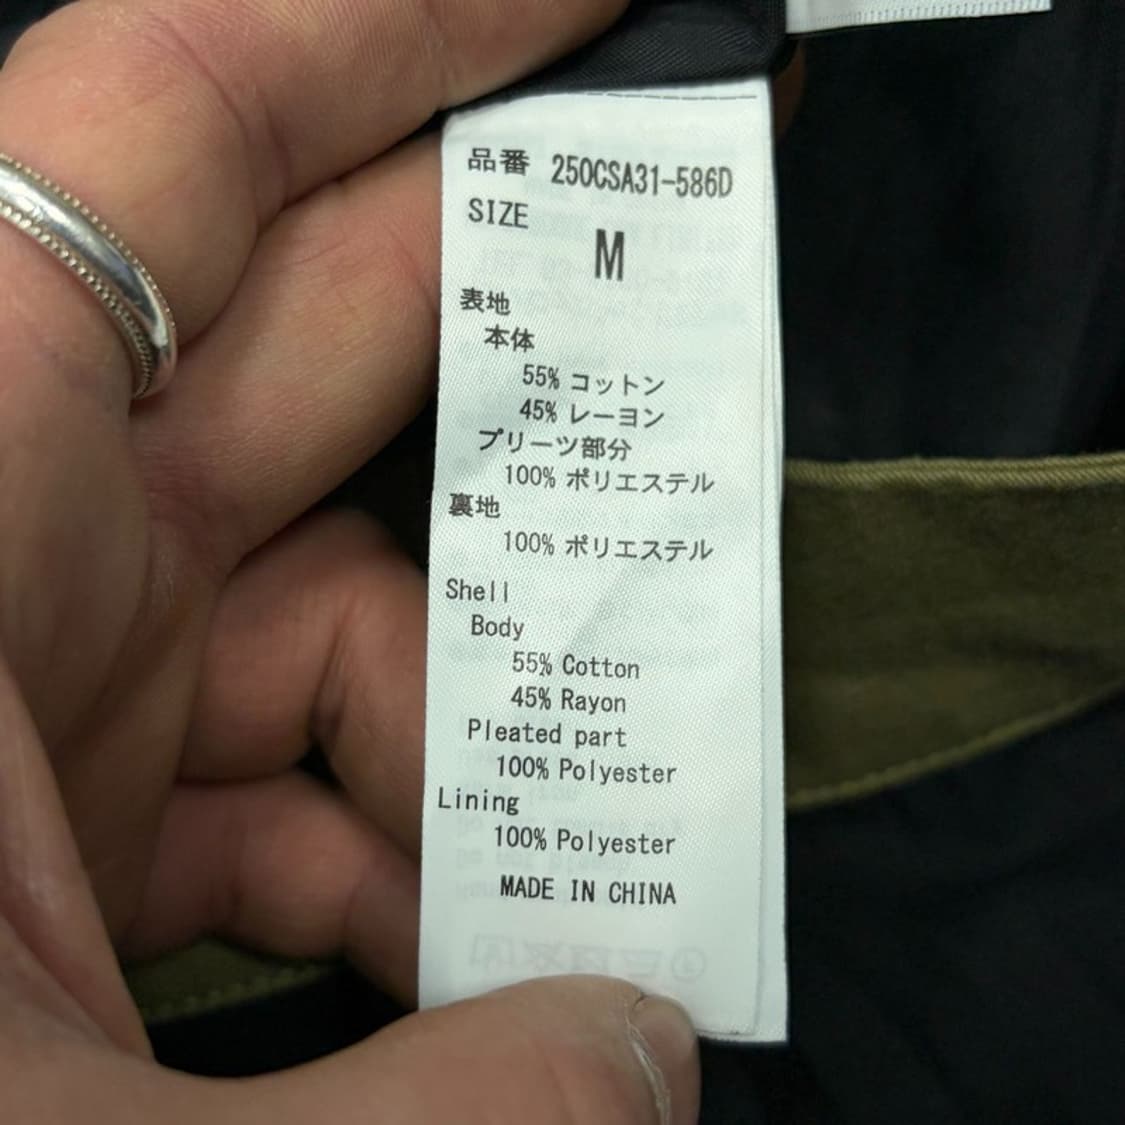 品番 250CSA31-586D
SIZE
M
表地
本体
55% コットン
45% レーヨン
プリーツ部分
100% ポリエステル
裏地
100% ポリエステル
Shell
Body
55% Cotton
45% Rayon
Pleated part
100% Polyester
Lining
100% Polyester
MADE IN CHINA